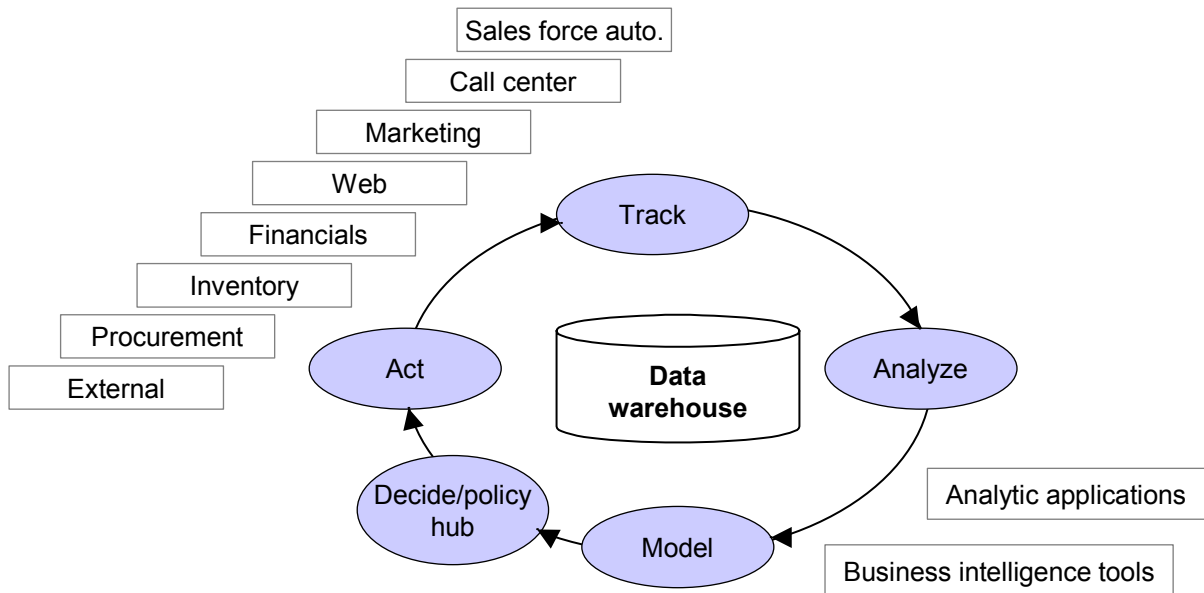 Sales force auto.
Call center
Marketing
Web
Track
Financials
Inventory
Procurement
Act
Data
warehouse
Analyze
External
Decide/policy
hub
Analytic applications
Model
Business intelligence tools